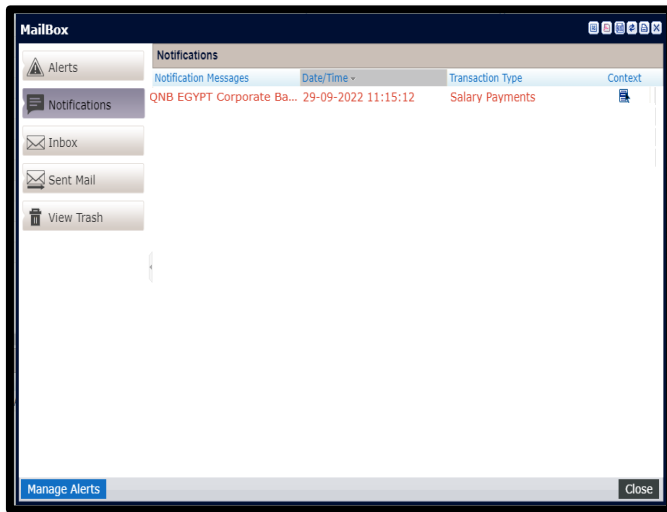 MailBox
Alerts
Notifications
Inbox
Sent Mail
View Trash
Notifications
Notification Messages Date/Time Transaction Type Context
QNB EGYPT Corporate Ba... 29-09-2022 11:15:12 Salary Payments
Manage Alerts Close